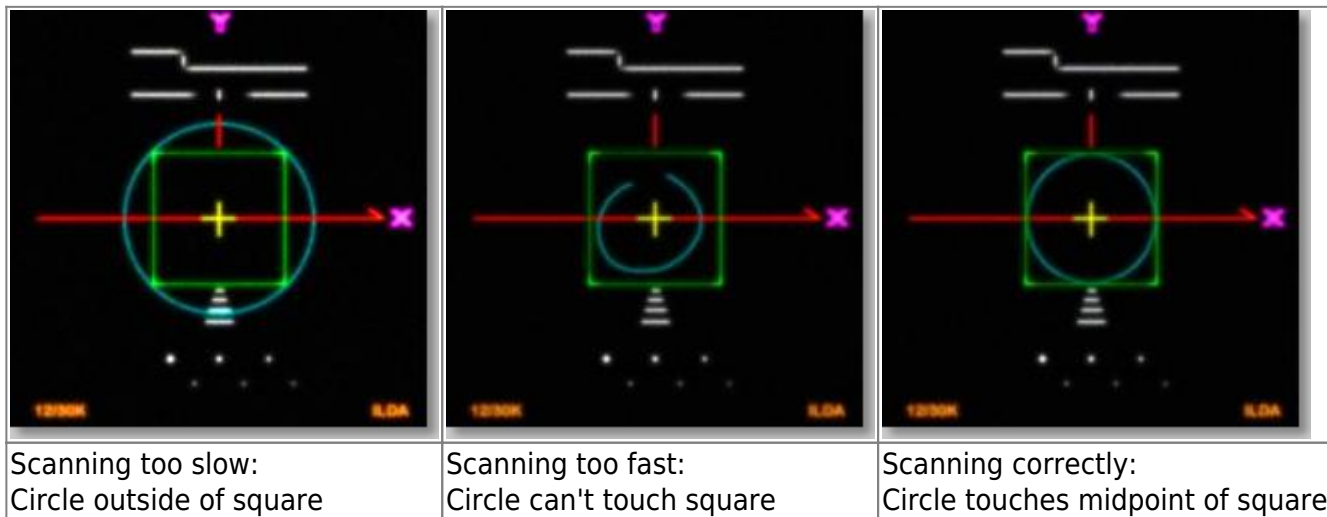 Y
X
12/30K ILDA
Y
X
12/30K ILDA
Y
X
12/30K ILDA
Scanning too slow:
Circle outside of square
Scanning too fast:
Circle can't touch square
Scanning correctly:
Circle touches midpoint of square